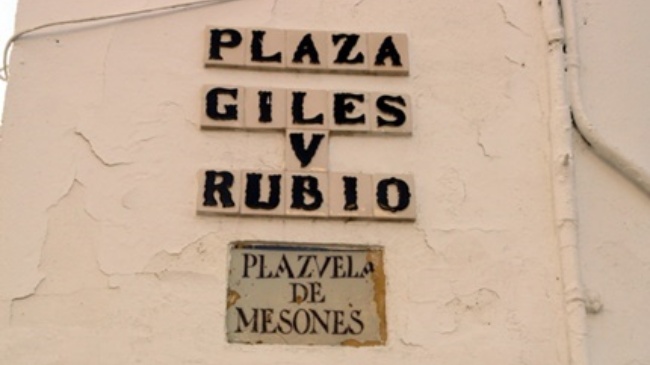 PLAZA
GILES
Y
RUBIO
PLAZVELA
DE
MESONES